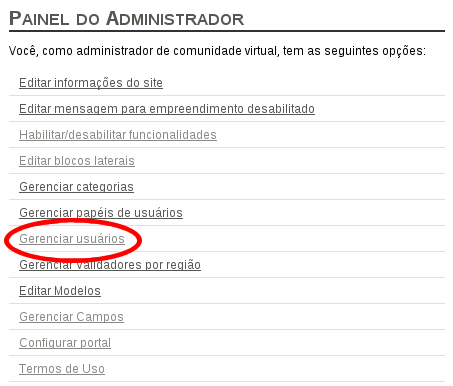 Painel do Administrador
Você, como administrador de comunidade virtual, tem as seguintes opções:
Editar informações do site
Editar mensagem para empreendimento desabilitado
Habilitar/desabilitar funcionalidades
Editar blocos laterais
Gerenciar categorias
Gerenciar papéis de usuários
Gerenciar usuários
Gerenciar Validadores por região
Editar Modelos
Gerenciar Campos
Configurar portal
Termos de Uso